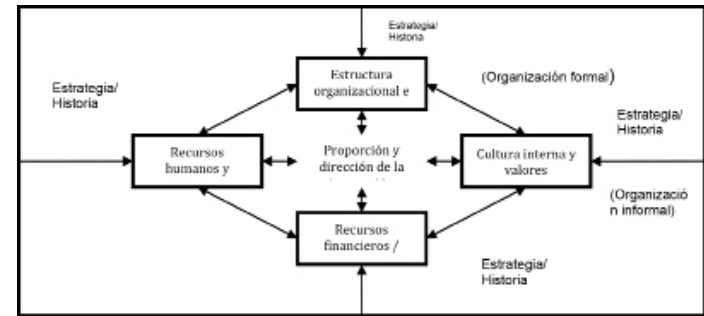 Estrategia/
Historia
Estructura
organizacional e
Estrategia/
Historia
(Organización formal)
Estrategia/
Historia
Recursos
humanos y
Proporción y
dirección de la
Cultura interna y
valores
(Organizació
n informal)
Recursos
financieros /
Estrategia/
Historia